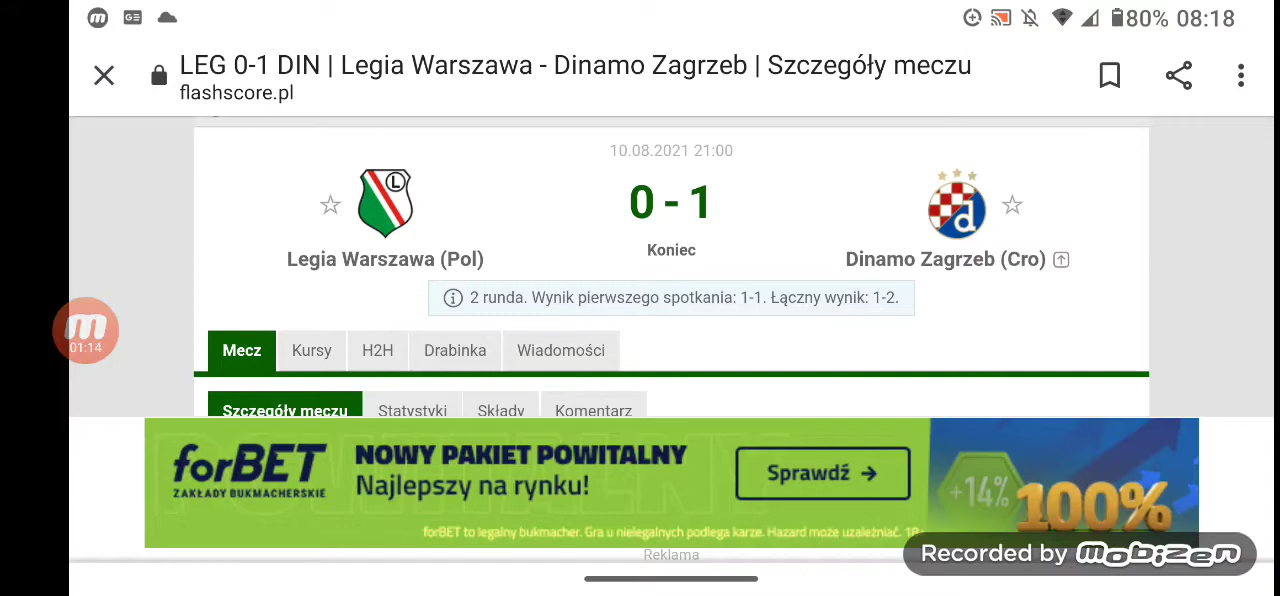 80% 08:18
LEG 0-1 DIN | Legia Warszawa - Dinamo Zagrzeb | Szczegóły meczu
flashscore.pl
10.08.2021 21:00
0 - 1
Koniec
Legia Warszawa (Pol)
Dinamo Zagrzeb (Cro)
2 runda. Wynik pierwszego spotkania: 1-1. Łączny wynik: 1-2.
01:14
Mecz Kursy H2H Drabinka Wiadomości
Szczegóły meczu Statystyki Składy Komentarz
forBET
ZAKŁADY BUKMACHERSKIE
NOWY PAKIET POWITALNY
Najlepszy na rynku!
Sprawdź →
+14%
100%
forBET to legalny bukmacher. Gra u nielegalnych podlega karze. Hazard może uzależniać. 18+
Reklama
Recorded by mobizen